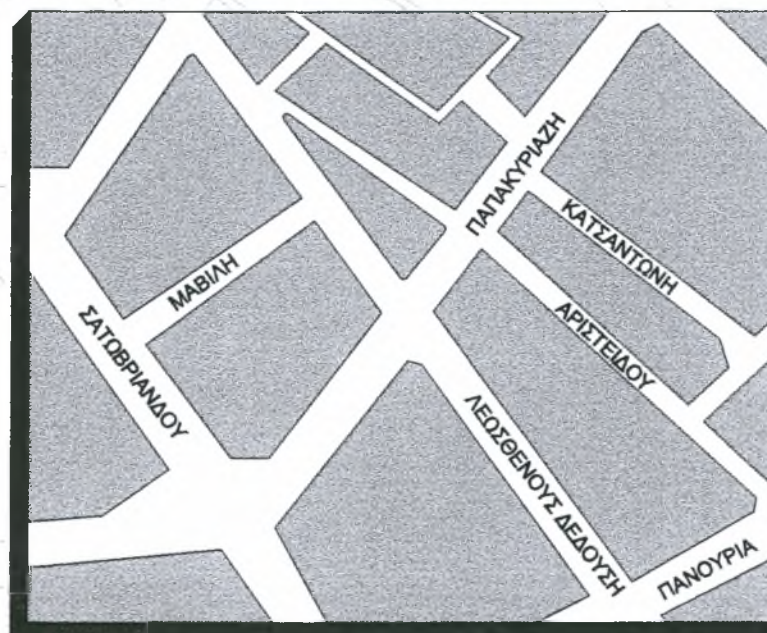 ΠΑΠΑΚΥΡΙΑΖΗ
ΚΑΤΣΑΝΤΩΝΗ
ΜΑΒΙΛΗ
ΣΑΤΩΒΡΙΑΝΔΟΥ
ΑΡΙΣΤΕΙΔΟΥ
ΛΕΩΣΘΕΝΟΥΣ ΔΕΔΟΥΣΗ
ΠΑΝΟΥΡΙΑ